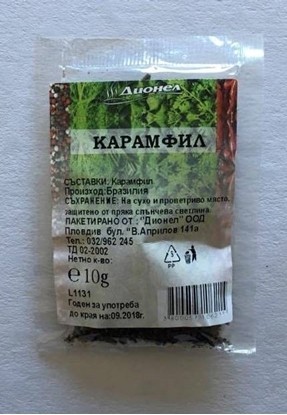 Дионел
КАРАМФИЛ
СЪСТАВКИ: Карамфил
Произход:Бразилия
СЪХРАНЕНИЕ: На сухо и проветриво място,
защитено от пряка слънчева светлина.
ПАКЕТИРАНО ОТ : "Дионел" ООД
Пловдив бул. "В.Априлов 141а
Тел.: 032/962 245
ТД 02-2002
Нетно к-во:
℮ 10g
L1131
Годен за употреба
до края на:09.2018г.
5
PP